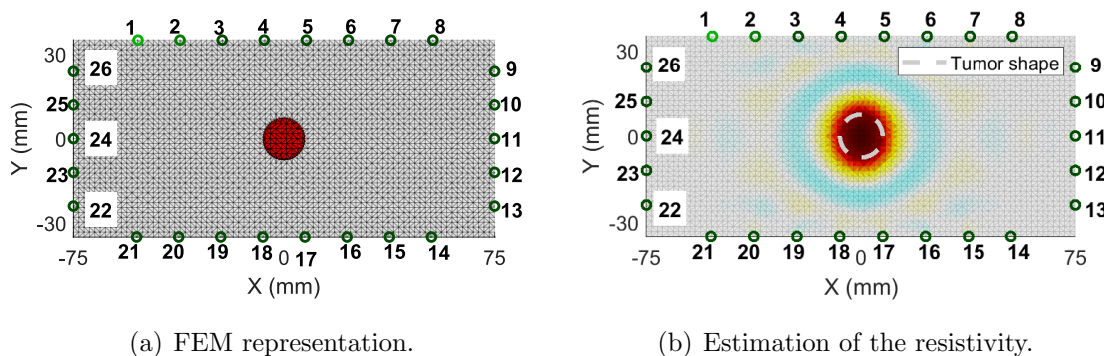 1 2 3 4 5 6 7 8
30
26
9
25
10
Y (mm)
0
24
11
23
12
22
13
-30
21 20 19 18 0 17 16 15 14
-75
75
X (mm)
(a) FEM representation.
1 2 3 4 5 6 7 8
30
Tumor shape
26
9
25
10
Y (mm)
0
24
11
23
12
22
13
-30
21 20 19 18 0 17 16 15 14
-75
75
X (mm)
(b) Estimation of the resistivity.